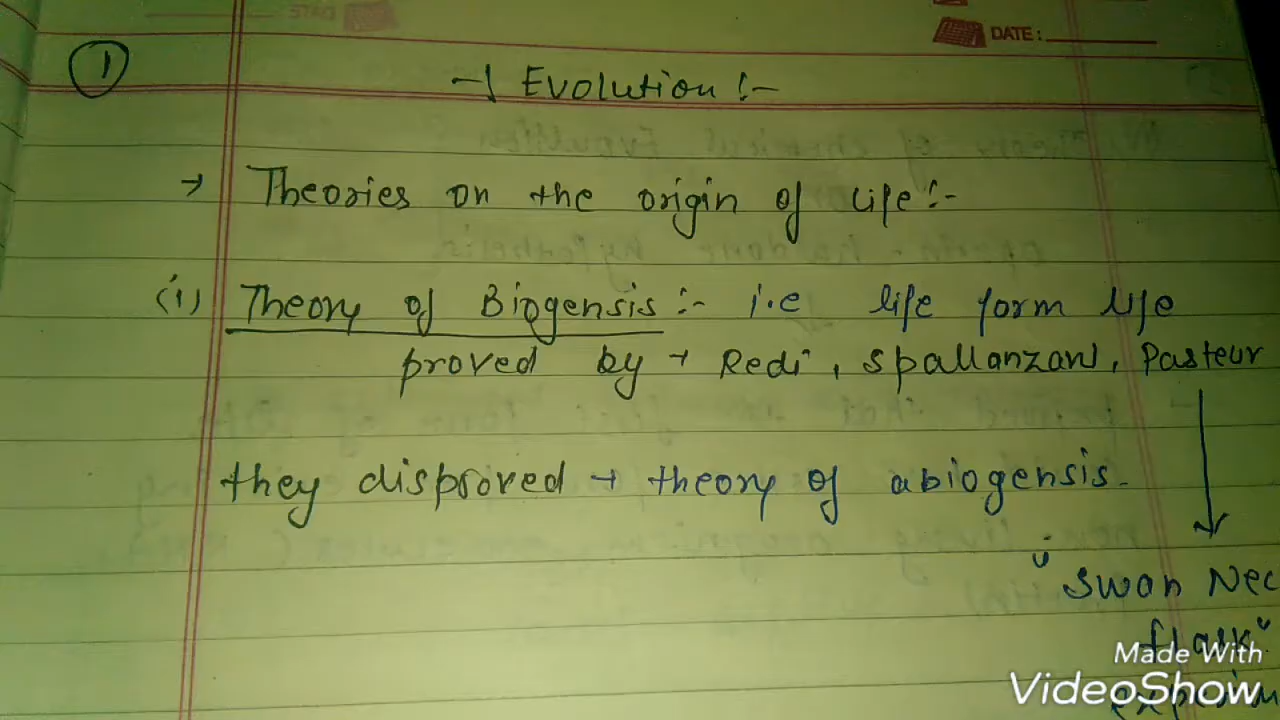 DATE:
1
Evolution :-
→ Theories on the origin of life :-
(i) Theory of Biogensis :- i.e life form life
proved by → Redi, Spallanzani, Pasteur
they disproved → theory of abiogensis.
"Swan Nec
flask"
Made With
VideoShow